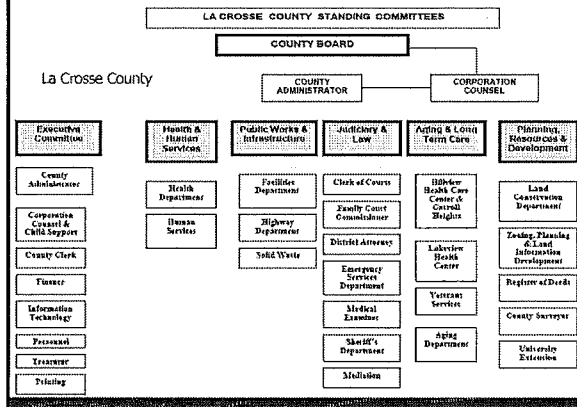 LA CROSSE COUNTY STANDING COMMITTEES
COUNTY BOARD
La Crosse County
COUNTY
ADMINISTRATOR
CORPORATION
COUNSEL
Executive
Committee
County
Administrator
Corporation
Counsel &
Child Support
County Clerk
Finance
Information
Technology
Personnel
Treasurer
Printing
Health &
Human
Services
Health
Department
Human
Services
Public Works &
Infrastructure
Facilities
Department
Highway
Department
Solid Waste
Judiciary &
Law
Clerk of Courts
Family Court
Commissioner
District Attorney
Emergency
Services
Department
Medical
Examiner
Sheriff's
Department
Mediation
Aging & Long
Term Care
Hillview
Health Care
Center &
Carroll
Heights
Lakeview
Health
Center
Veterans
Services
Aging
Department
Planning,
Resources &
Development
Land
Conservation
Department
Zoning, Planning
& Land
Information
Development
Register of Deeds
County Surveyor
University
Extension